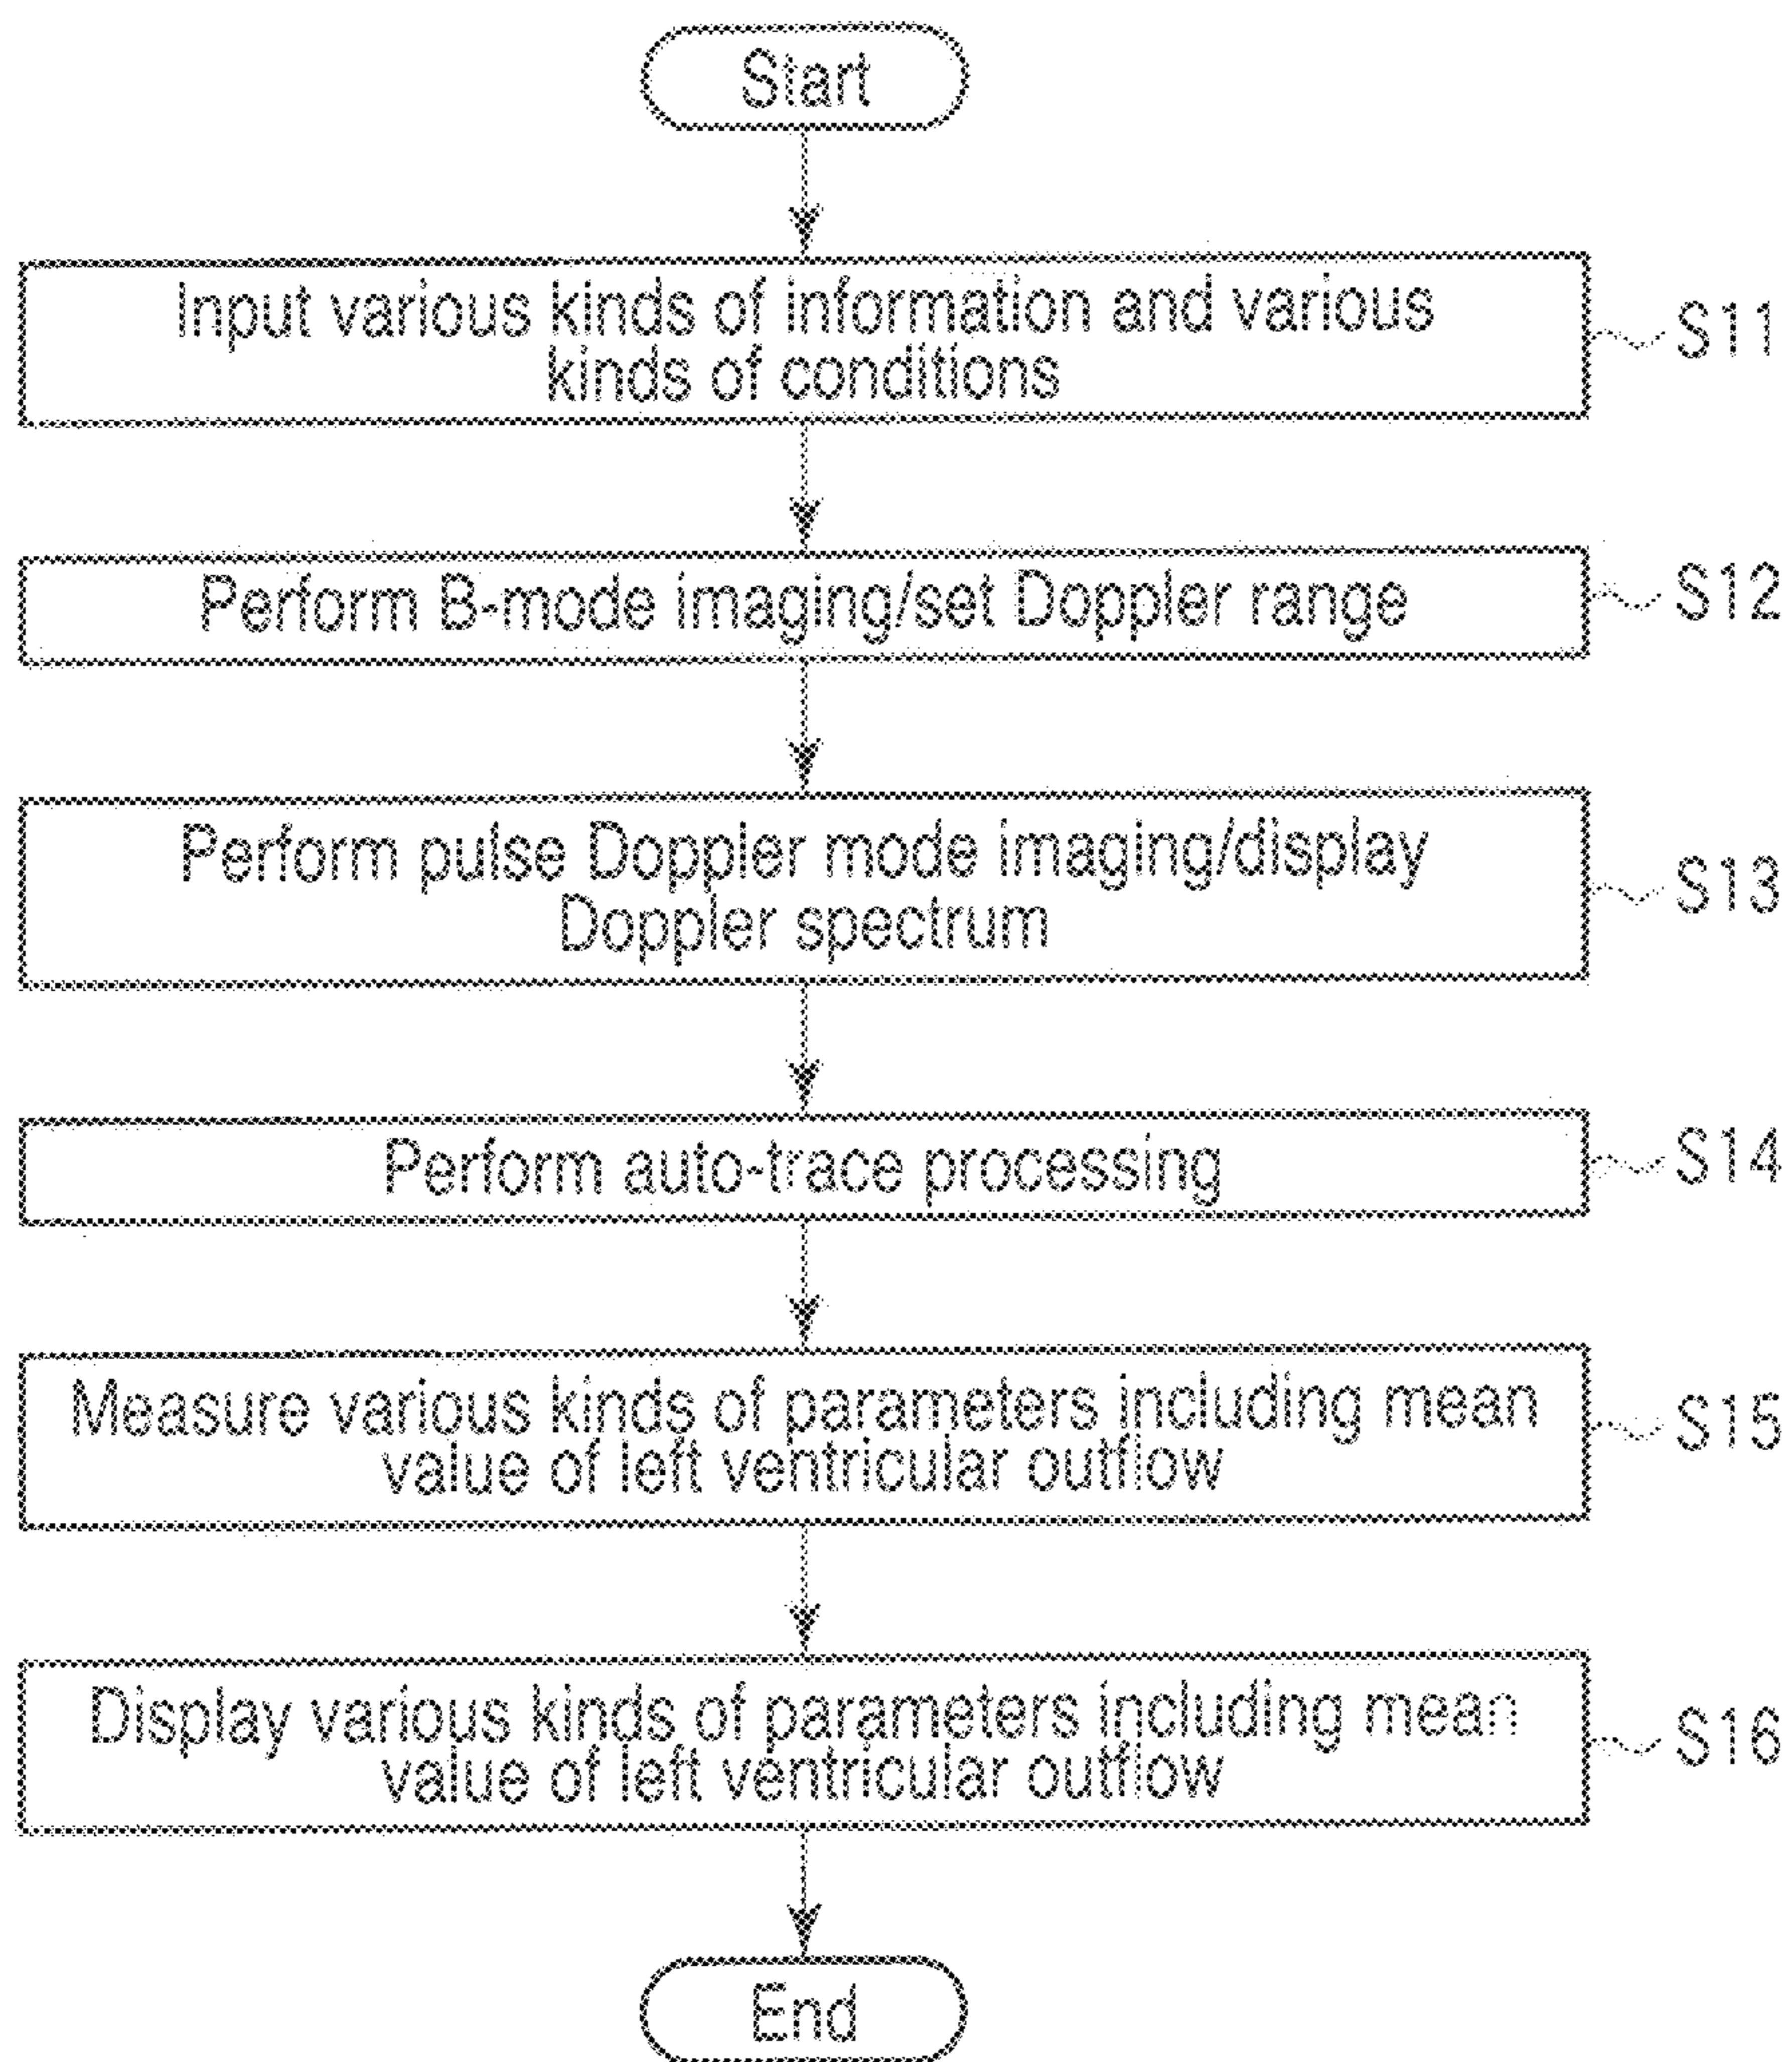 Start
Input various kinds of information and various
kinds of conditions
S11
Perform B-mode imaging/set Doppler range
S12
Perform pulse Doppler mode imaging/display
Doppler spectrum
S13
Perform auto-trace processing
S14
Measure various kinds of parameters including mean
value of left ventricular outflow
S15
Display various kinds of parameters including mean
value of left ventricular outflow
S16
End